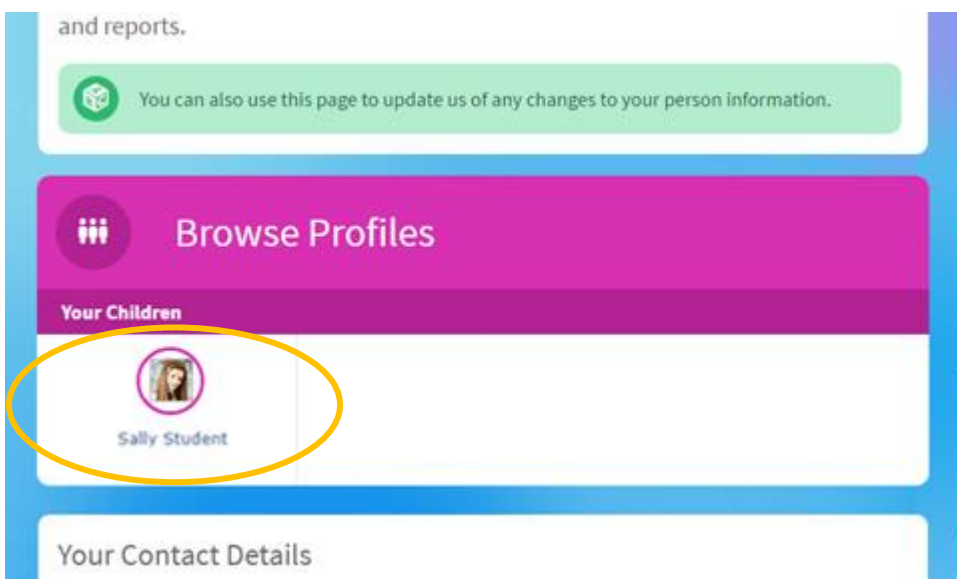 and reports.
You can also use this page to update us of any changes to your person information.
Browse Profiles
Your Children
Sally Student
Your Contact Details